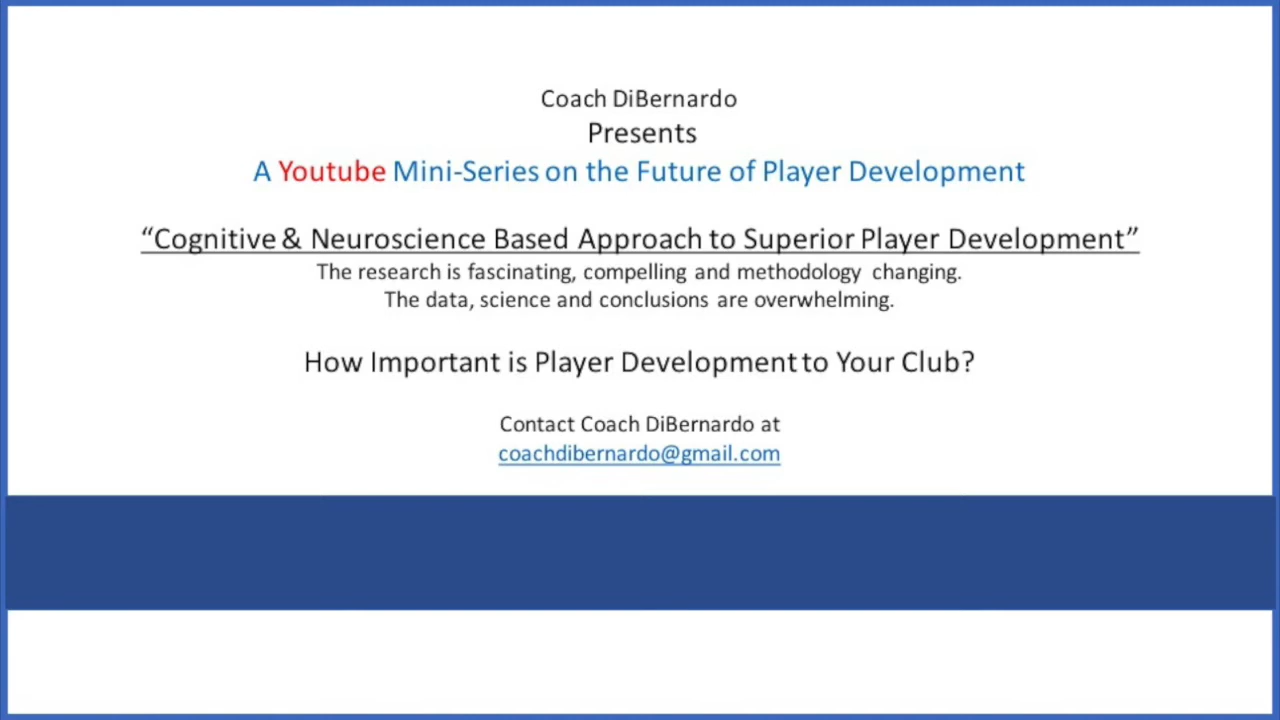 Coach DiBernardo
Presents
A Youtube Mini-Series on the Future of Player Development
“Cognitive & Neuroscience Based Approach to Superior Player Development”
The research is fascinating, compelling and methodology changing.
The data, science and conclusions are overwhelming.
How Important is Player Development to Your Club?
Contact Coach DiBernardo at
coachdibernardo@gmail.com